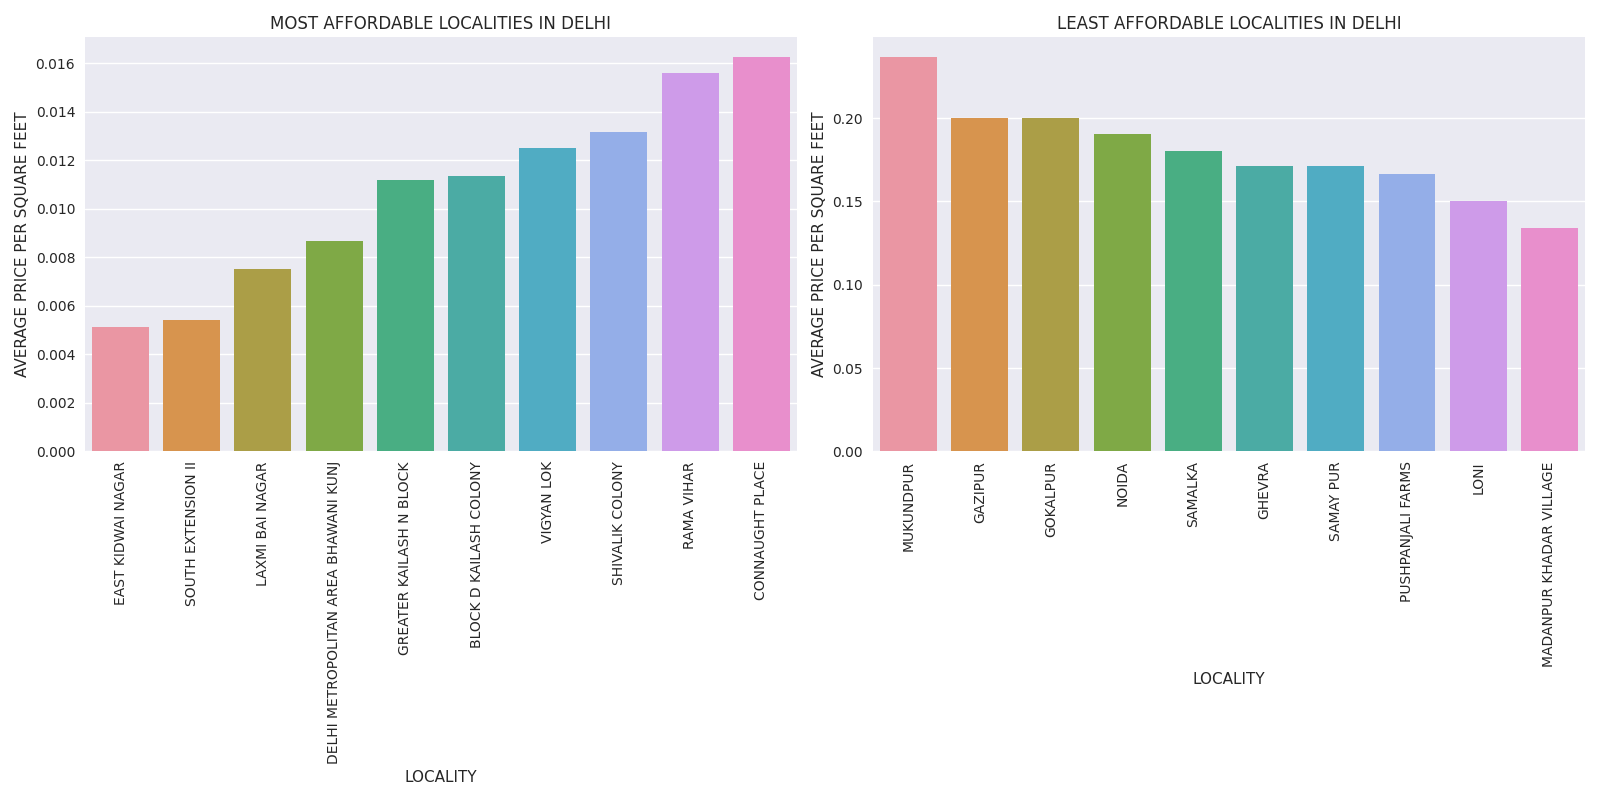 MOST AFFORDABLE LOCALITIES IN DELHI
AVERAGE PRICE PER SQUARE FEET
0.016
0.014
0.012
0.010
0.008
0.006
0.004
0.002
0.000
EAST KIDWAI NAGAR
SOUTH EXTENSION II
LAXMI BAI NAGAR
DELHI METROPOLITAN AREA BHAWANI KUNJ
GREATER KAILASH N BLOCK
BLOCK D KAILASH COLONY
VIGYAN LOK
SHIVALIK COLONY
RAMA VIHAR
CONNAUGHT PLACE
LOCALITY
LEAST AFFORDABLE LOCALITIES IN DELHI
AVERAGE PRICE PER SQUARE FEET
0.20
0.15
0.10
0.05
0.00
MUKUNDPUR
GAZIPUR
GOKALPUR
NOIDA
SAMALKA
GHEVRA
SAMAY PUR
PUSHPANJALI FARMS
LONI
MADANPUR KHADAR VILLAGE
LOCALITY